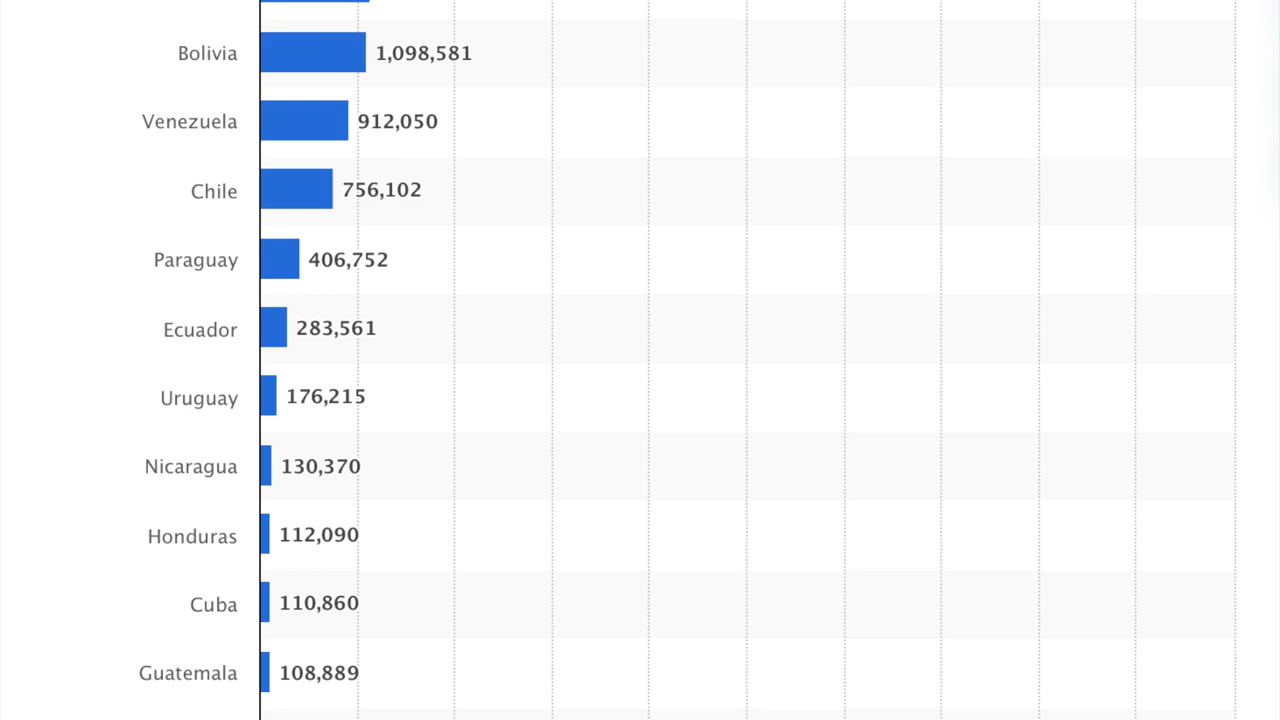 Bolivia 1,098,581
Venezuela 912,050
Chile 756,102
Paraguay 406,752
Ecuador 283,561
Uruguay 176,215
Nicaragua 130,370
Honduras 112,090
Cuba 110,860
Guatemala 108,889